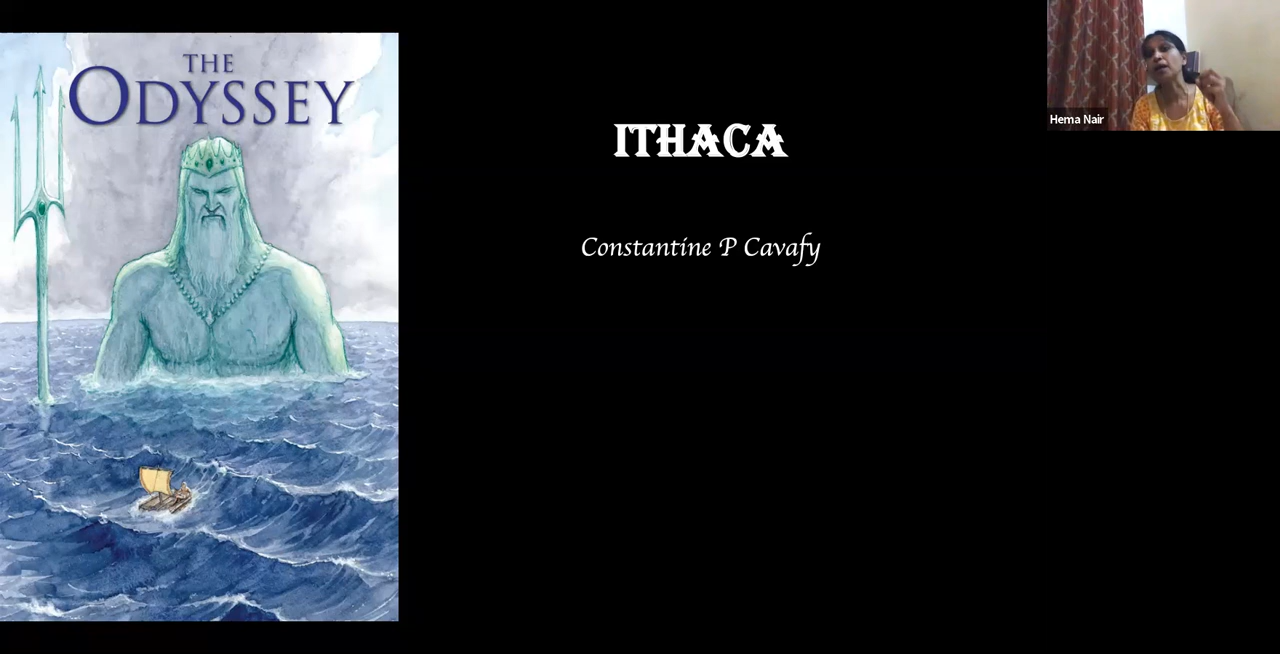 THE
ODYSSEY
ITHACA
Constantine P Cavafy
Hema Nair